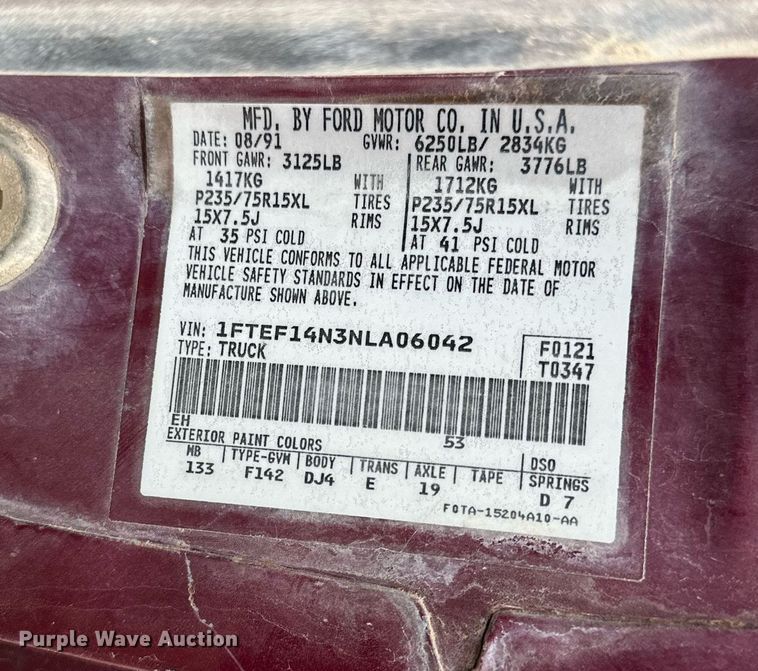 MFD. BY FORD MOTOR CO. IN U.S.A.
DATE: 08/91 GVWR: 6250LB/ 2834KG
FRONT GAWR: 3125LB REAR GAWR: 3776LB
1417KG WITH 1712KG WITH
P235/75R15XL TIRES P235/75R15XL TIRES
15X7.5J RIMS 15X7.5J RIMS
AT 35 PSI COLD AT 41 PSI COLD
THIS VEHICLE CONFORMS TO ALL APPLICABLE FEDERAL MOTOR
VEHICLE SAFETY STANDARDS IN EFFECT ON THE DATE OF
MANUFACTURE SHOWN ABOVE.
VIN: 1FTEF14N3NLA06042 F0121
TYPE: TRUCK T0347
EH 53
EXTERIOR PAINT COLORS DSO
WB TYPE-GVM BODY TRANS AXLE TAPE SPRINGS
133 F142 DJ4 E 19 D 7
F0TA-15204A10-AA
Purple Wave Auction